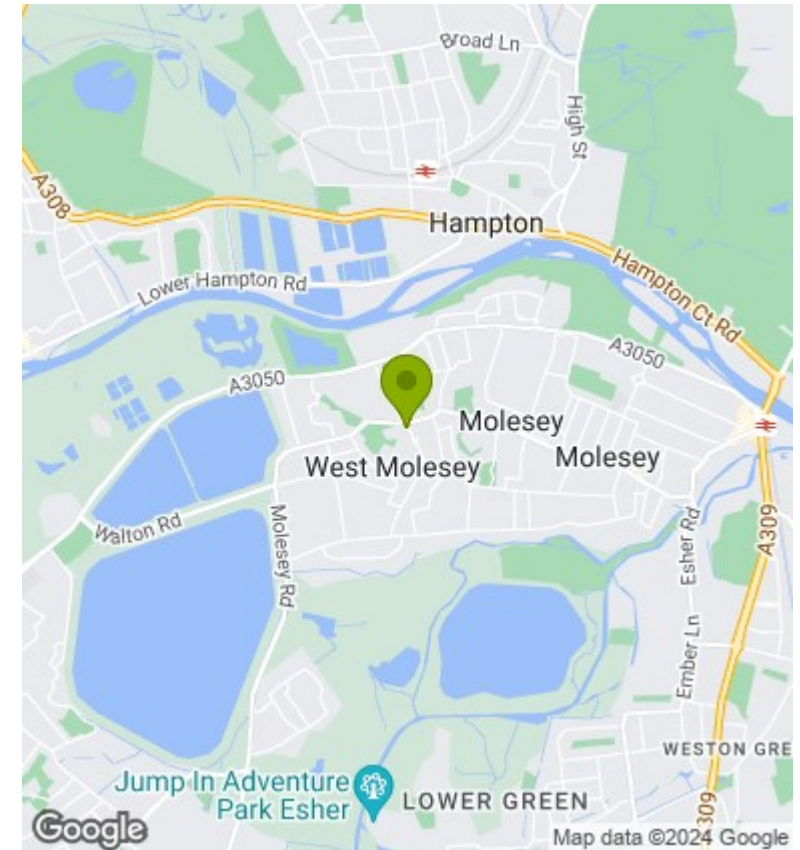 Broad Ln
High St
A308
Hampton
Lower Hampton Rd
Hampton Ct Rd
A3050
A3050
Molesey
Molesey
West Molesey
Walton Rd
Molesey Rd
Esher Rd
A309
Ember Ln
WESTON GRE
Jump In Adventure
Park Esher
LOWER GREEN
309
Google
Map data ©2024 Google